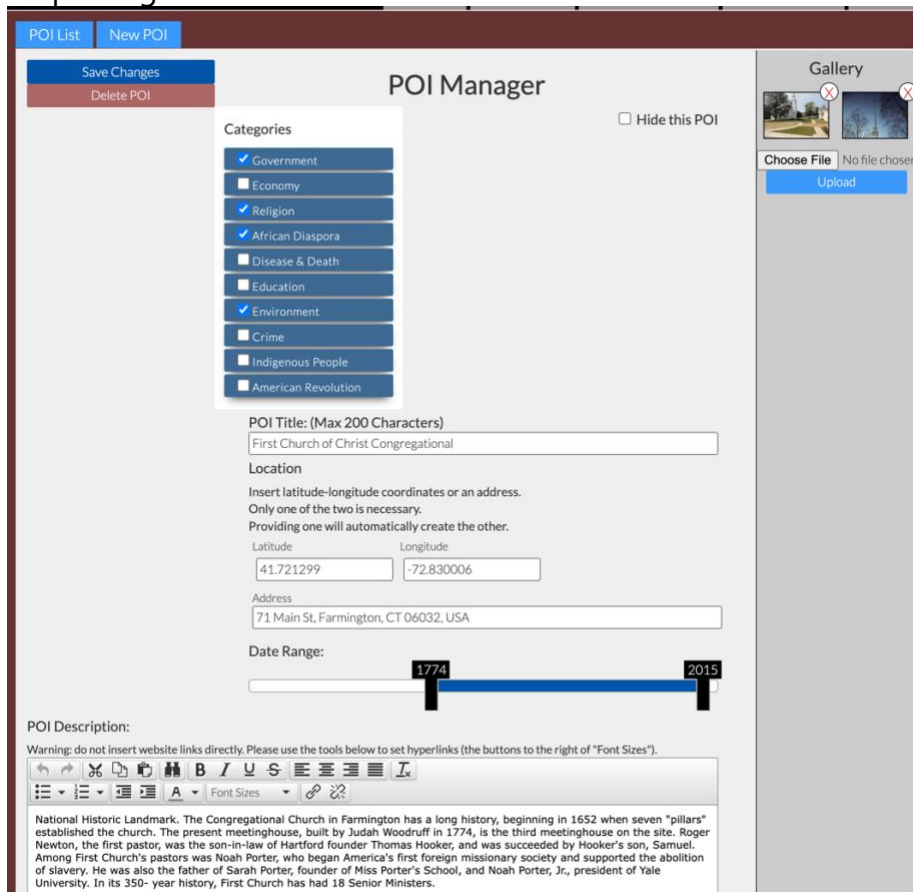 POI List New POI
Save Changes
Delete POI
POI Manager
Hide this POI
Categories
Government
Economy
Religion
African Diaspora
Disease & Death
Education
Environment
Crime
Indigenous People
American Revolution
POI Title: (Max 200 Characters)
First Church of Christ Congregational
Location
Insert latitude-longitude coordinates or an address.
Only one of the two is necessary.
Providing one will automatically create the other.
Latitude Longitude
41.721299 -72.830006
Address
71 Main St, Farmington, CT 06032, USA
Date Range:
1774 2015
POI Description:
Warning: do not insert website links directly. Please use the tools below to set hyperlinks (the buttons to the right of "Font Sizes").
B I U S Tx
A Font Sizes
National Historic Landmark. The Congregational Church in Farmington has a long history, beginning in 1652 when seven "pillars"
established the church. The present meetinghouse, built by Judah Woodruff in 1774, is the third meetinghouse on the site. Roger
Newton, the first pastor, was the son-in-law of Hartford founder Thomas Hooker, and was succeeded by Hooker's son, Samuel.
Among First Church's pastors was Noah Porter, who began America's first foreign missionary society and supported the abolition
of slavery. He was also the father of Sarah Porter, founder of Miss Porter's School, and Noah Porter, Jr., president of Yale
University. In its 350- year history, First Church has had 18 Senior Ministers.
Gallery
X X
Choose File No file chosen
Upload